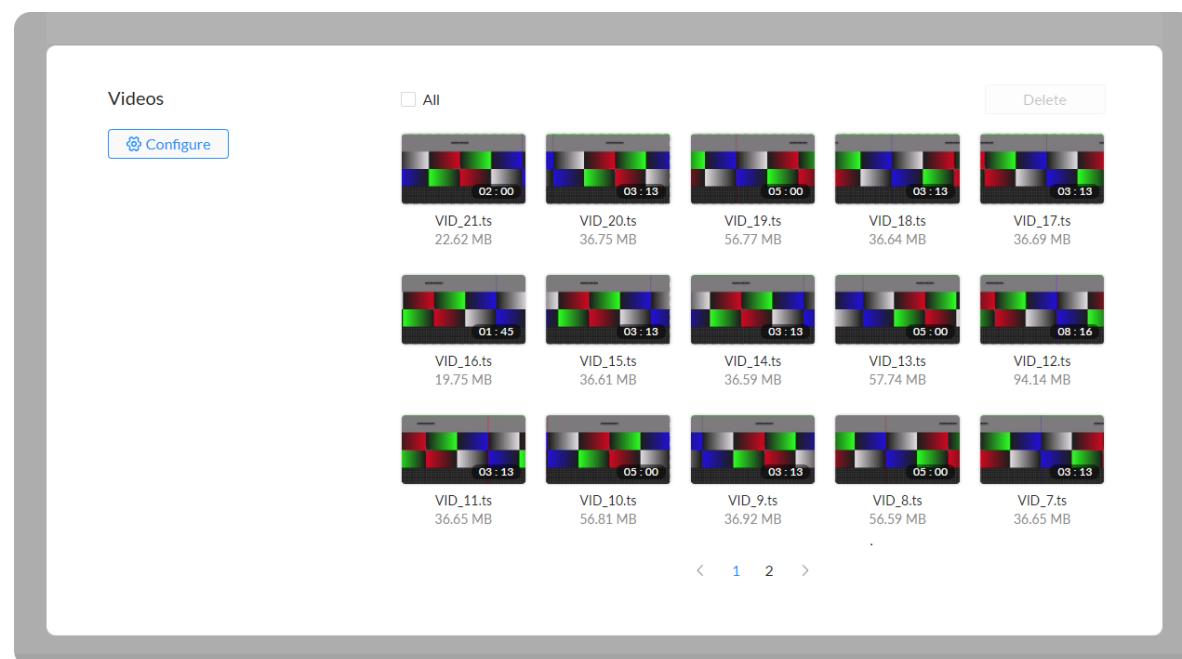 Videos
All
Delete
Configure
02 : 00
03 : 13
05 : 00
03 : 13
03 : 13
VID_21.ts
VID_20.ts
VID_19.ts
VID_18.ts
VID_17.ts
22.62 MB
36.75 MB
56.77 MB
36.64 MB
36.69 MB
01 : 45
03 : 13
03 : 13
05 : 00
08 : 16
VID_16.ts
VID_15.ts
VID_14.ts
VID_13.ts
VID_12.ts
19.75 MB
36.61 MB
36.59 MB
57.74 MB
94.14 MB
03 : 13
05 : 00
03 : 13
05 : 00
03 : 13
VID_11.ts
VID_10.ts
VID_9.ts
VID_8.ts
VID_7.ts
36.65 MB
56.81 MB
36.92 MB
56.59 MB
36.65 MB
< 1 2 >